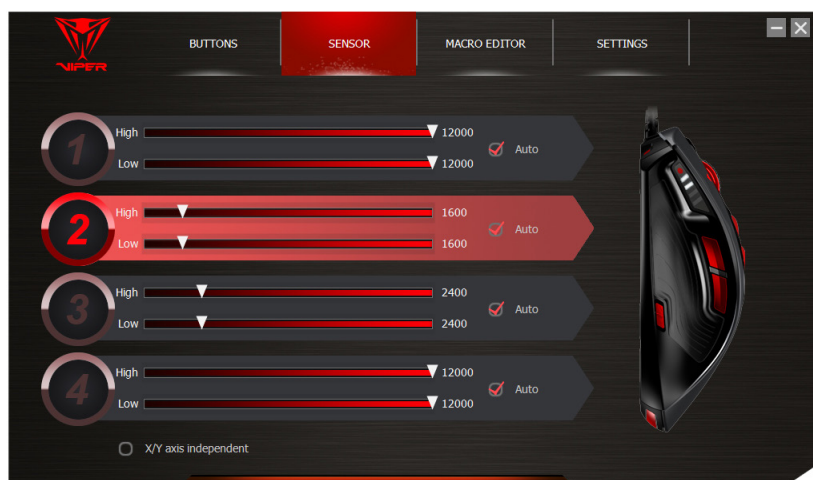 VIPER
BUTTONS
SENSOR
MACRO EDITOR
SETTINGS
1
High 12000
Low 12000
Auto
2
High 1600
Low 1600
Auto
3
High 2400
Low 2400
Auto
4
High 12000
Low 12000
Auto
X/Y axis independent